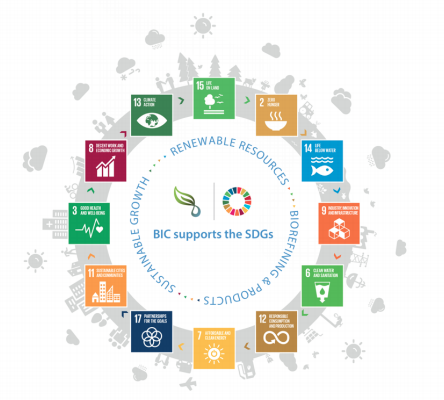 15 LIFE
ON LAND
2 ZERO
HUNGER
14 LIFE
BELOW WATER
9 INDUSTRY, INNOVATION
AND INFRASTRUCTURE
6 CLEAN WATER
AND SANITATION
12 RESPONSIBLE
CONSUMPTION
AND PRODUCTION
7 AFFORDABLE AND
CLEAN ENERGY
17 PARTNERSHIPS
FOR THE GOALS
11 SUSTAINABLE CITIES
AND COMMUNITIES
3 GOOD HEALTH
AND WELL-BEING
8 DECENT WORK AND
ECONOMIC GROWTH
13 CLIMATE
ACTION
RENEWABLE RESOURCES
BIOREFINING & PRODUCTS
SUSTAINABLE GROWTH
BIC supports the SDGs